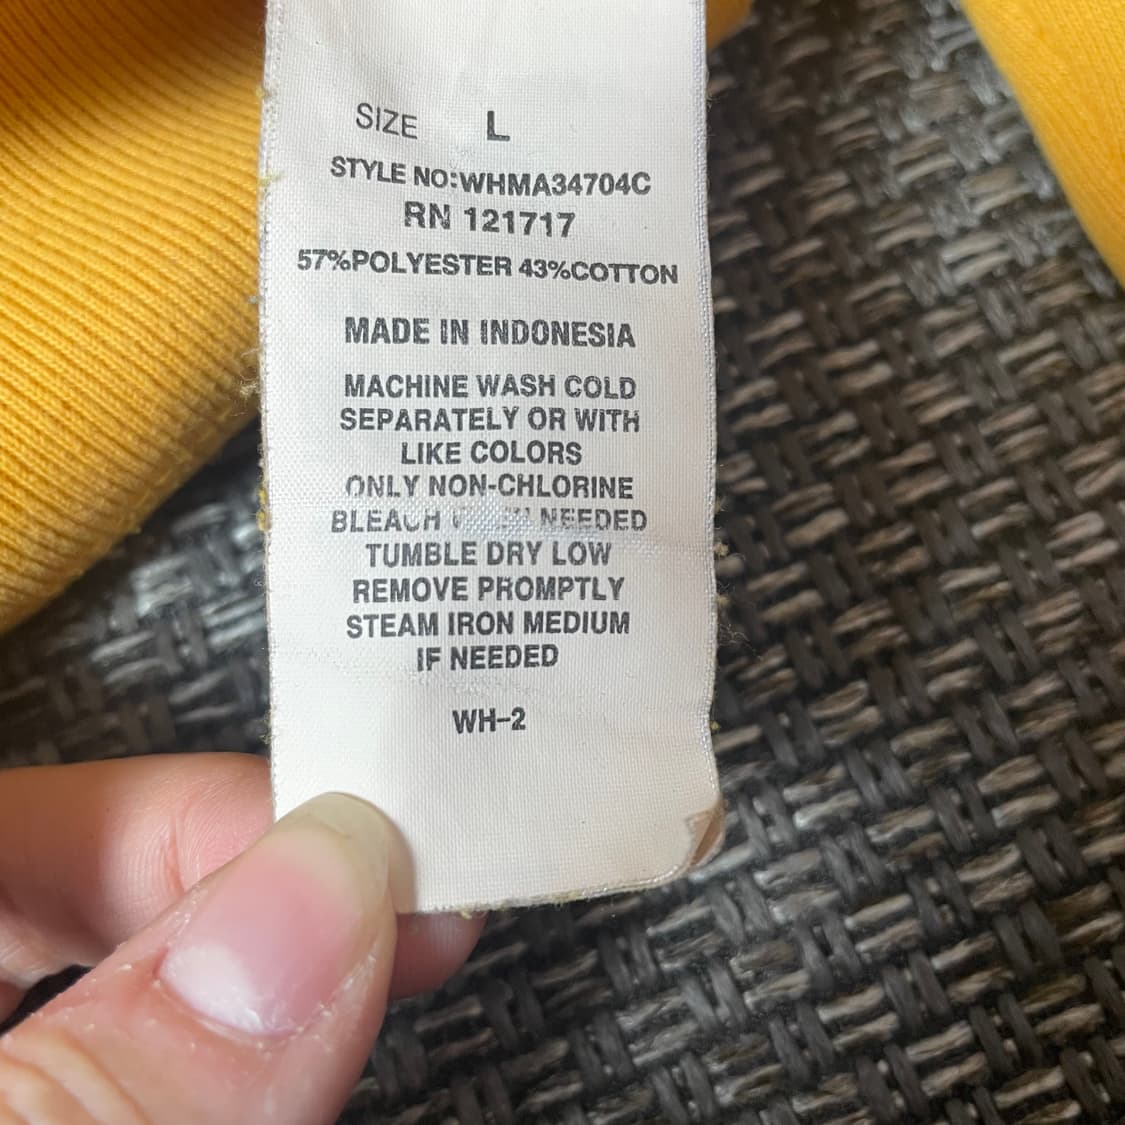 SIZE L
STYLE NO:WHMA34704C
RN 121717
57%POLYESTER 43%COTTON
MADE IN INDONESIA
MACHINE WASH COLD
SEPARATELY OR WITH
LIKE COLORS
ONLY NON-CHLORINE
BLEACH NEEDED
TUMBLE DRY LOW
REMOVE PROMPTLY
STEAM IRON MEDIUM
IF NEEDED
WH-2